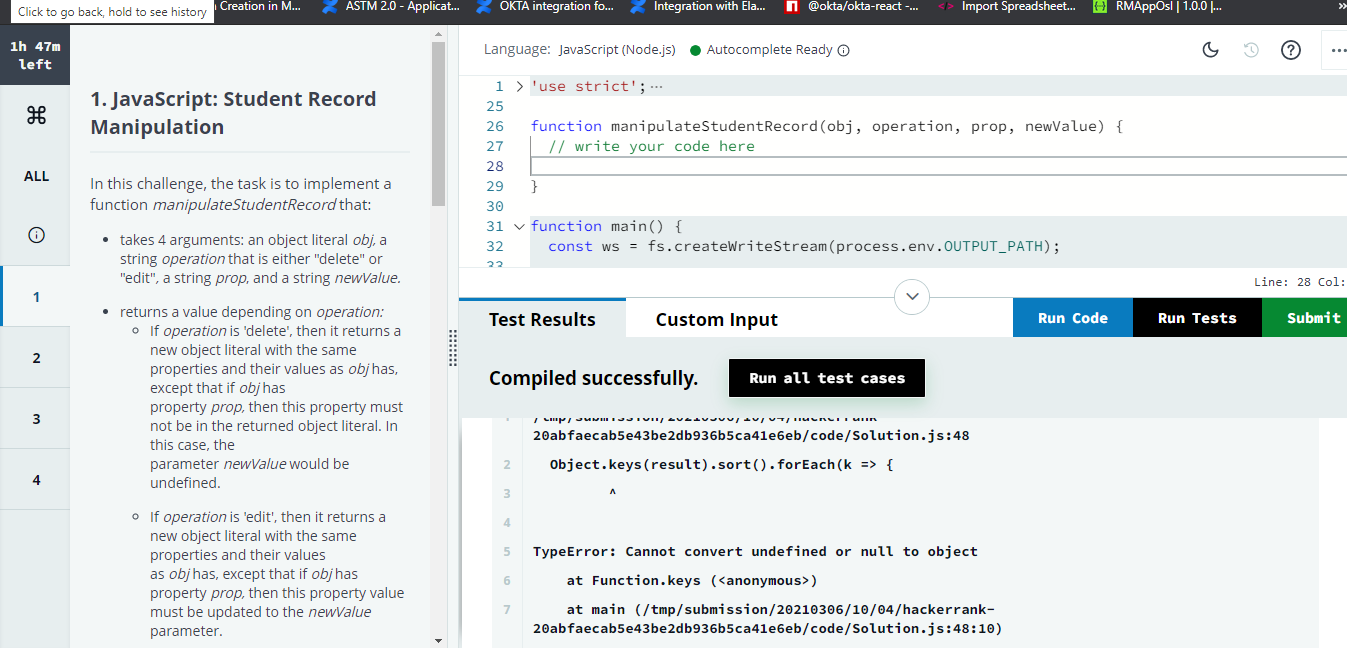 Click to go back, hold to see history
Creation in M...
ASTM 2.0 - Applicat...
OKTA integration fo...
Integration with Ela...
@okta/okta-react -...
Import Spreadsheet...
RMAppOsl | 1.0.0 |...
1h 47m
left
ALL
1
2
3
4
1. JavaScript: Student Record
Manipulation
In this challenge, the task is to implement a
function manipulateStudentRecord that:
takes 4 arguments: an object literal obj, a
string operation that is either "delete" or
"edit", a string prop, and a string newValue.
returns a value depending on operation:
If operation is 'delete', then it returns a
new object literal with the same
properties and their values as obj has,
except that if obj has
property prop, then this property must
not be in the returned object literal. In
this case, the
parameter newValue would be
undefined.
If operation is 'edit', then it returns a
new object literal with the same
properties and their values
as obj has, except that if obj has
property prop, then this property value
must be updated to the newValue
parameter.
Language: JavaScript (Node.js) Autocomplete Ready
1 'use strict'; ...
25
26 function manipulateStudentRecord(obj, operation, prop, newValue) {
27 // write your code here
28
29 }
30
31 function main() {
32 const ws = fs.createWriteStream(process.env.OUTPUT_PATH);
33
Line: 28 Col:
Test Results
Custom Input
Run Code
Run Tests
Submit
Compiled successfully.
Run all test cases
/tmp/submission/20210306/10/04/hackerrank-
20abfaecab5e43be2db936b5ca41e6eb/code/Solution.js:48
2 Object.keys(result).sort().forEach(k => {
3 ^
4
5 TypeError: Cannot convert undefined or null to object
6 at Function.keys (<anonymous>)
7 at main (/tmp/submission/20210306/10/04/hackerrank-
20abfaecab5e43be2db936b5ca41e6eb/code/Solution.js:48:10)